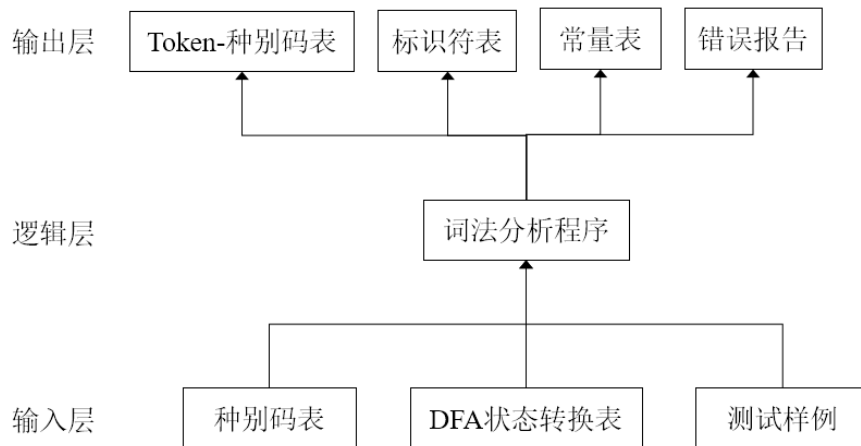 输出层 Token-种别码表 标识符表 常量表 错误报告
逻辑层 词法分析程序
输入层 种别码表 DFA状态转换表 测试样例